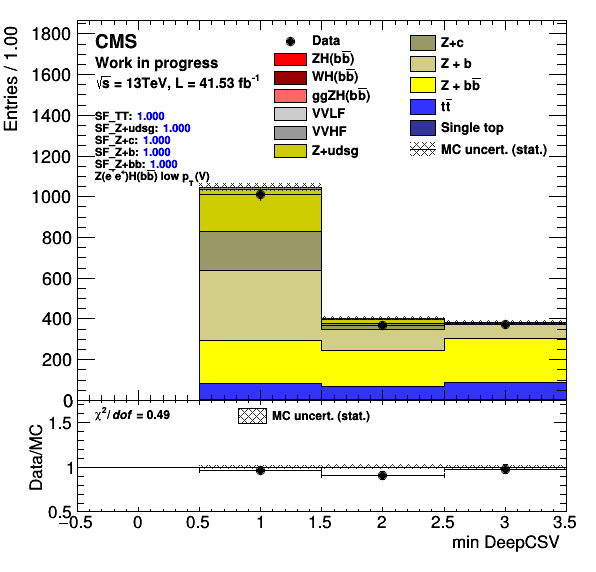 Entries / 1.00
1800
1600
1400
1200
1000
800
600
400
200
0
CMS
Work in progress
√s = 13TeV, L = 41.53 fb⁻¹
SF_TT: 1.000
SF_Z+udsg: 1.000
SF_Z+c: 1.000
SF_Z+b: 1.000
SF_Z+bb: 1.000
Z(e⁻e⁺)H(bb̅) low p_T(V)
Data
ZH(bb̅)
WH(bb̅)
ggZH(bb̅)
VVLF
VVHF
Z+udsg
Z+c
Z + b
Z + bb̅
tt̅
Single top
MC uncert. (stat.)
Data/MC
1.5
1
0.5
χ²/dof = 0.49
MC uncert. (stat.)
−0.5 0 0.5 1 1.5 2 2.5 3 3.5
min DeepCSV